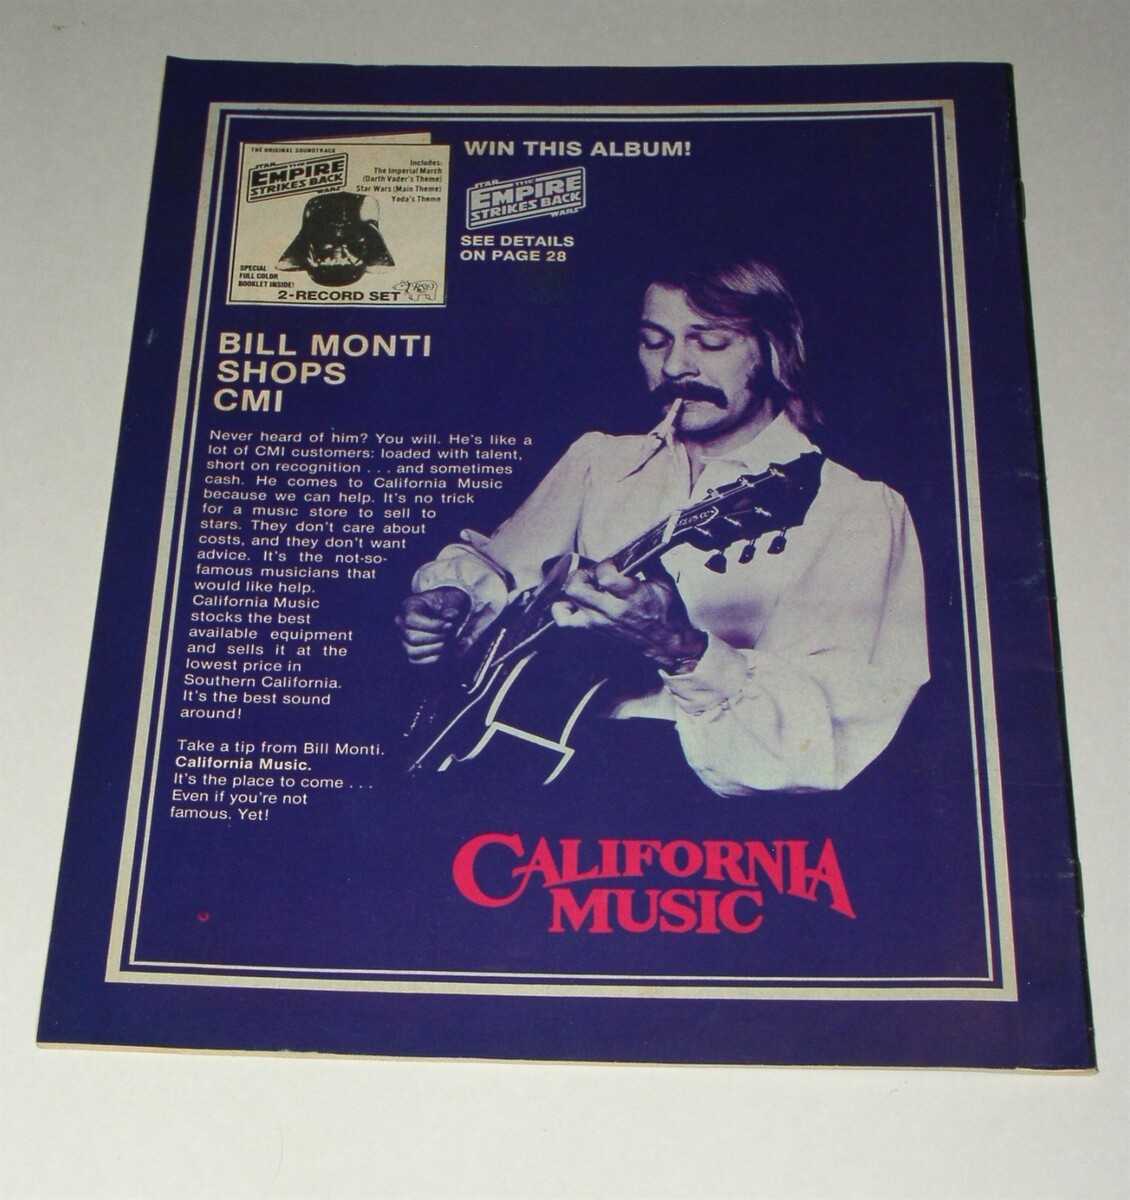 THE ORIGINAL SOUNDTRACK
STAR THE
EMPIRE
STRIKES BACK
WARS
Includes:
The Imperial March
(Darth Vader's Theme)
Star Wars (Main Theme)
Yoda's Theme
SPECIAL
FULL COLOR
BOOKLET INSIDE!
2-RECORD SET
RSO
WIN THIS ALBUM!
STAR THE
EMPIRE
STRIKES BACK
WARS
SEE DETAILS
ON PAGE 28
BILL MONTI
SHOPS
CMI
Never heard of him? You will. He's like a
lot of CMI customers: loaded with talent,
short on recognition . . . and sometimes
cash. He comes to California Music
because we can help. It's no trick
for a music store to sell to
stars. They don't care about
costs, and they don't want
advice. It's the not-so-
famous musicians that
would like help.
California Music
stocks the best
available equipment
and sells it at the
lowest price in
Southern California.
It's the best sound
around!
Take a tip from Bill Monti.
California Music.
It's the place to come . . .
Even if you're not
famous. Yet!
CALIFORNIA
MUSIC